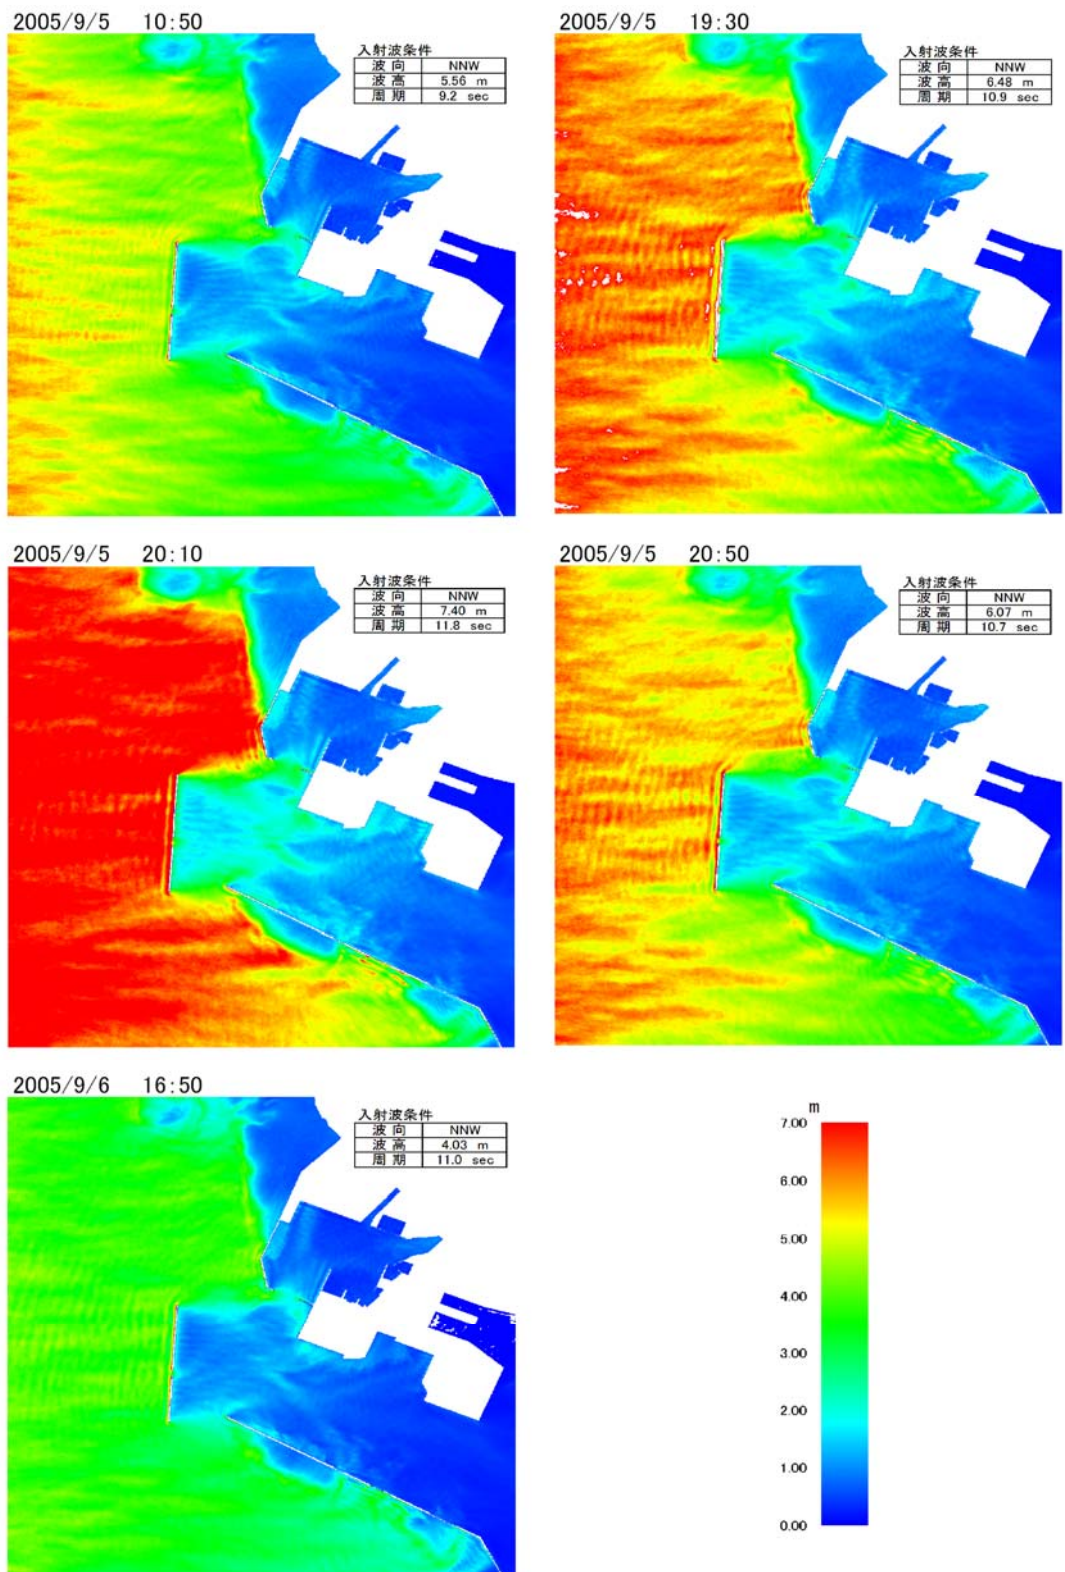 2005/9/5 10:50
入射波条件
波 向 NNW
波 高 5.56 m
周 期 9.2 sec
2005/9/5 19:30
入射波条件
波 向 NNW
波 高 6.48 m
周 期 10.9 sec
2005/9/5 20:10
入射波条件
波 向 NNW
波 高 7.40 m
周 期 11.8 sec
2005/9/5 20:50
入射波条件
波 向 NNW
波 高 6.07 m
周 期 10.7 sec
2005/9/6 16:50
入射波条件
波 向 NNW
波 高 4.03 m
周 期 11.0 sec
m
7.00
6.00
5.00
4.00
3.00
2.00
1.00
0.00